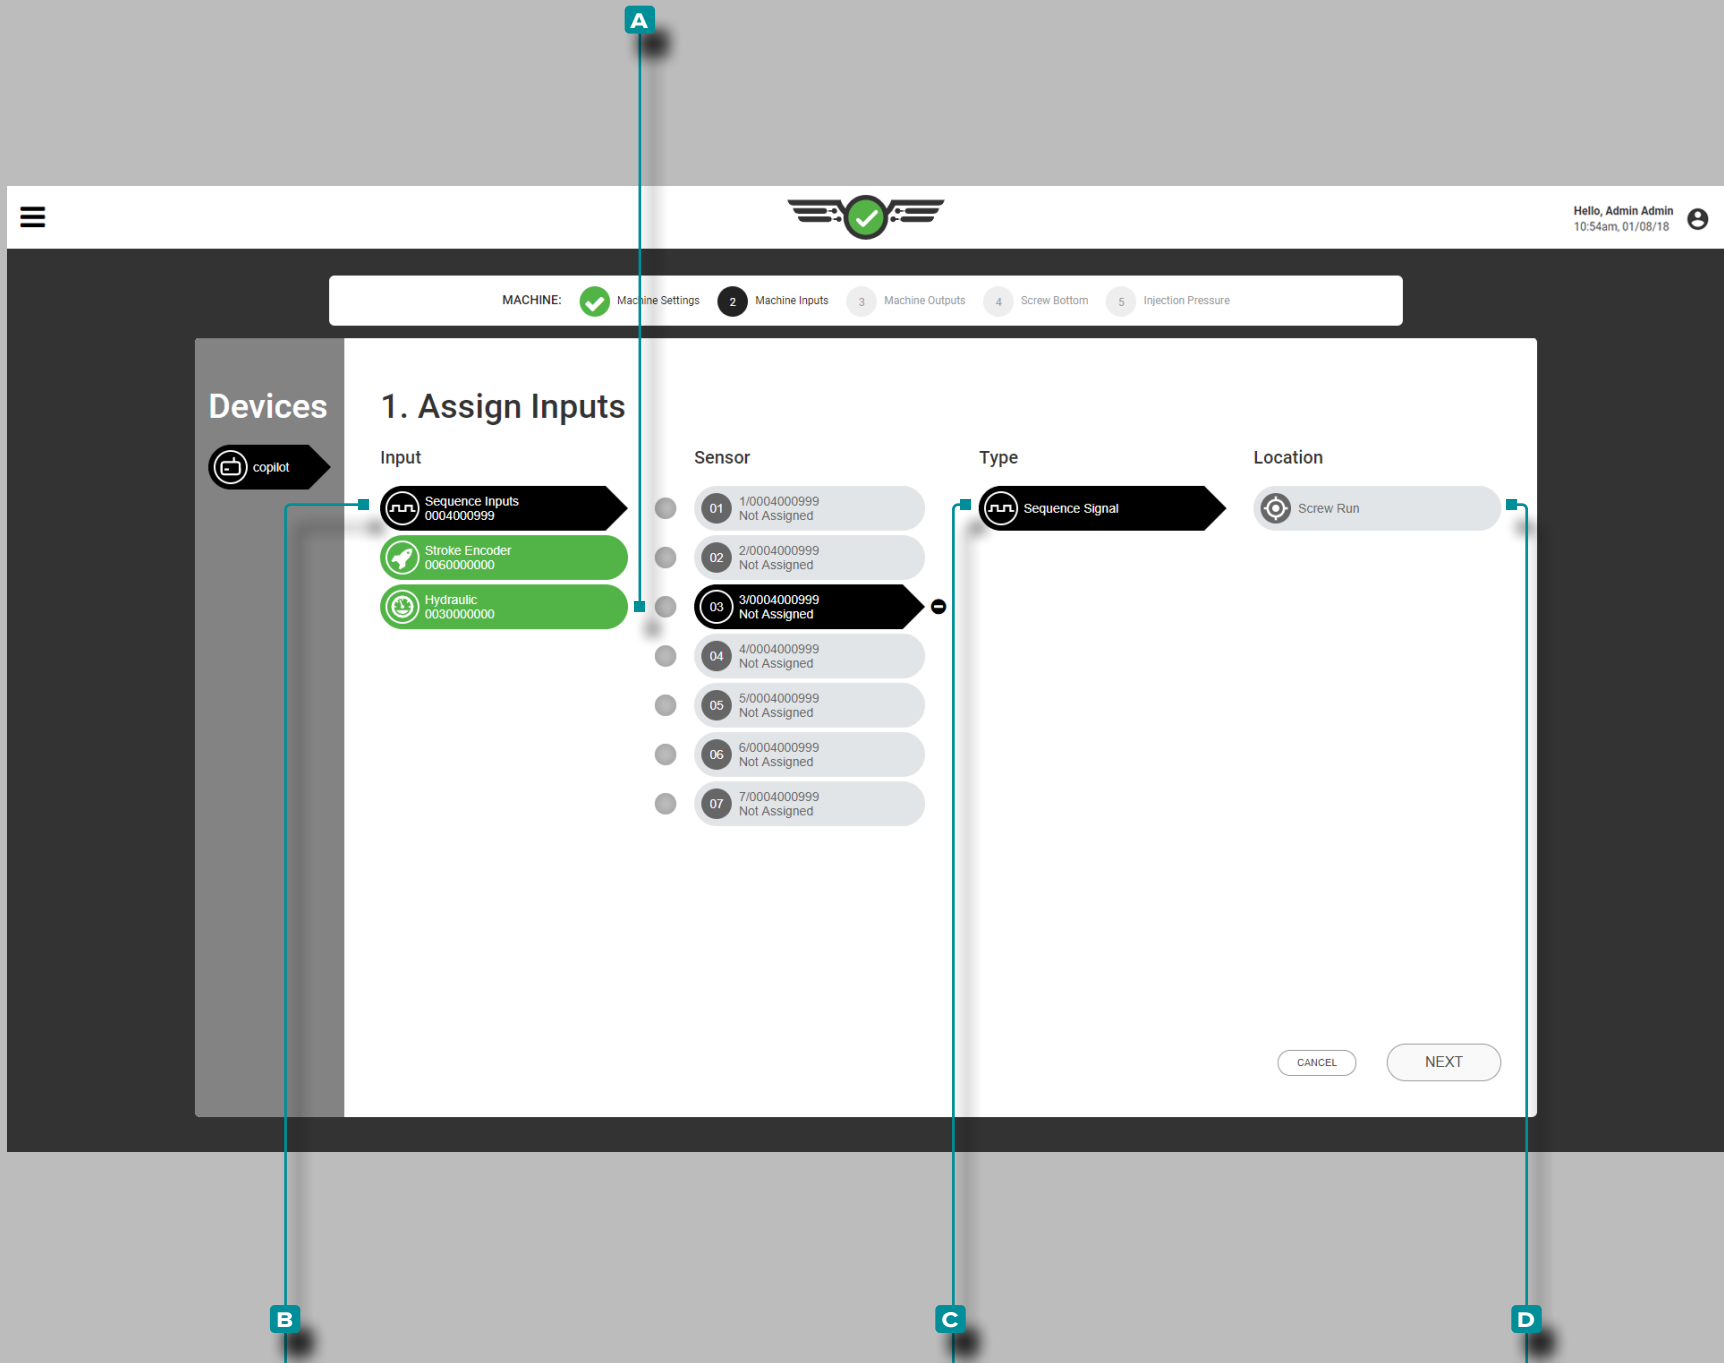 A
Hello, Admin Admin
10:54am, 01/08/18
MACHINE: Machine Settings 2 Machine Inputs 3 Machine Outputs 4 Screw Bottom 5 Injection Pressure
Devices
copilot
1. Assign Inputs
Input
Sequence Inputs
0004000999
Stroke Encoder
0060000000
Hydraulic
0030000000
Sensor
01 1/0004000999
Not Assigned
02 2/0004000999
Not Assigned
03 3/0004000999
Not Assigned
04 4/0004000999
Not Assigned
05 5/0004000999
Not Assigned
06 6/0004000999
Not Assigned
07 7/0004000999
Not Assigned
Type
Sequence Signal
Location
Screw Run
CANCEL
NEXT
B
C
D